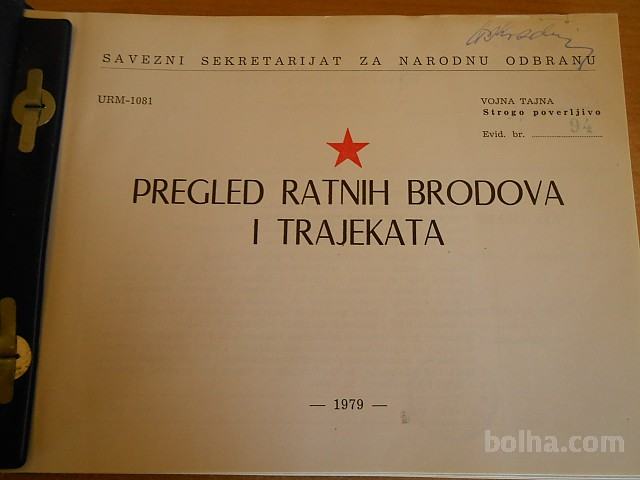 SAVEZNI SEKRETARIJAT ZA NARODNU ODBRANU
URM-1081
VOJNA TAJNA
Strogo poverljivo
Evid. br. 94
PREGLED RATNIH BRODOVA
I TRAJEKATA
— 1979 —
bolha.com